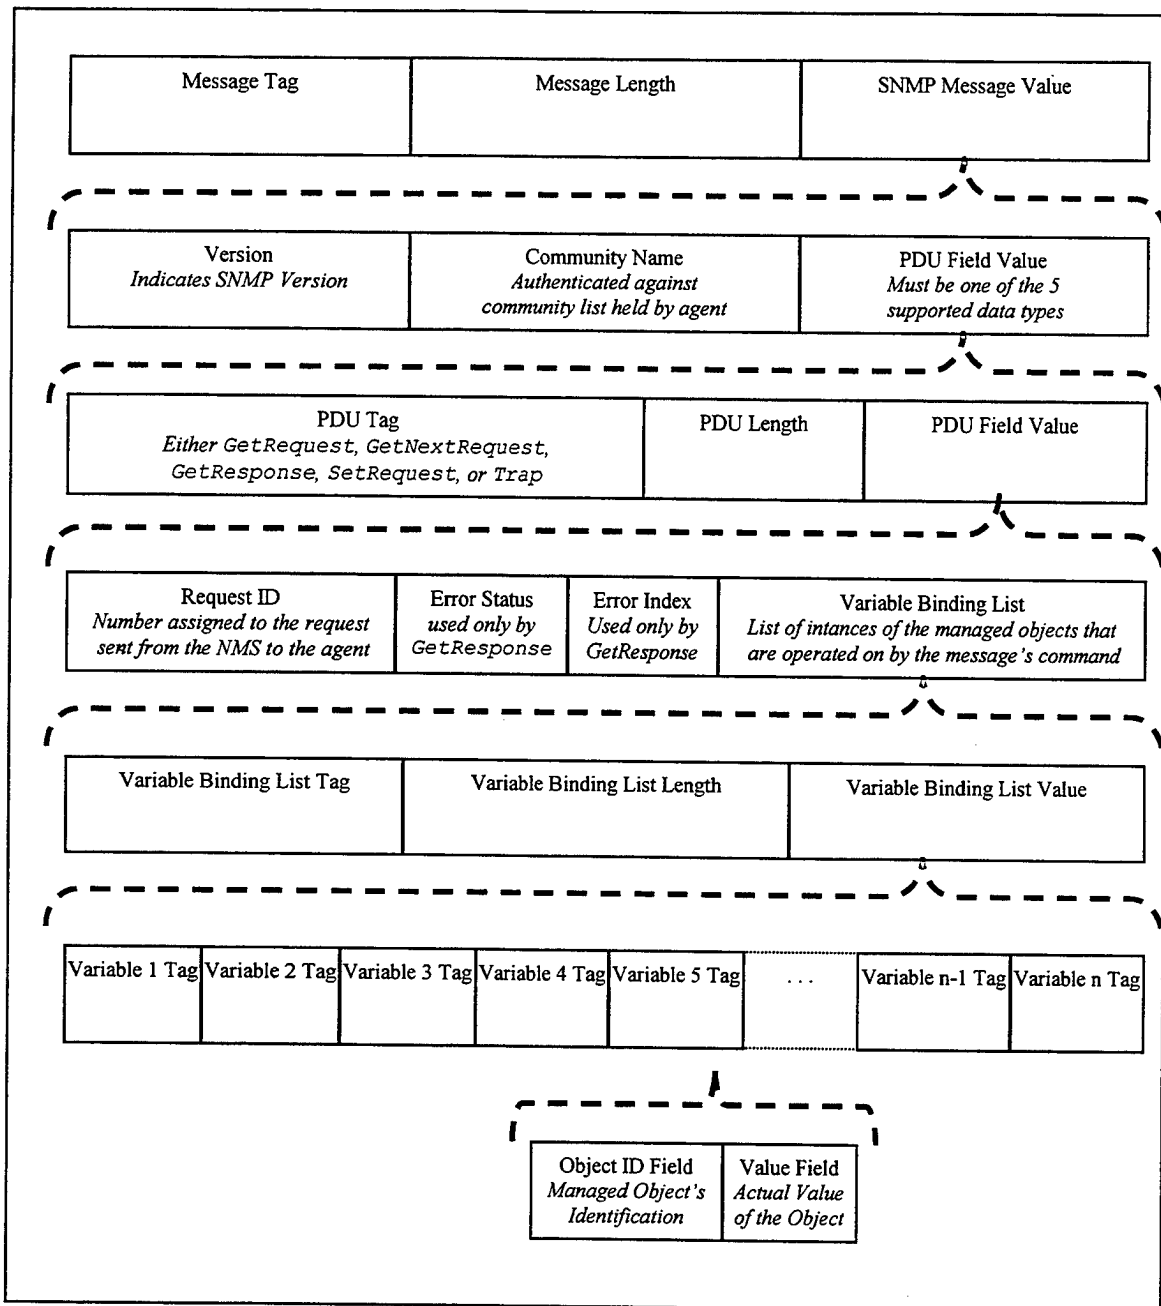 Message Tag
Message Length
SNMP Message Value
Version
Indicates SNMP Version
Community Name
Authenticated against
community list held by agent
PDU Field Value
Must be one of the 5
supported data types
PDU Tag
Either GetRequest, GetNextRequest,
GetResponse, SetRequest, or Trap
PDU Length
PDU Field Value
Request ID
Number assigned to the request
sent from the NMS to the agent
Error Status
used only by
GetResponse
Error Index
Used only by
GetResponse
Variable Binding List
List of intances of the managed objects that
are operated on by the message's command
Variable Binding List Tag
Variable Binding List Length
Variable Binding List Value
Variable 1 Tag
Variable 2 Tag
Variable 3 Tag
Variable 4 Tag
Variable 5 Tag
...
Variable n-1 Tag
Variable n Tag
Object ID Field
Managed Object's
Identification
Value Field
Actual Value
of the Object